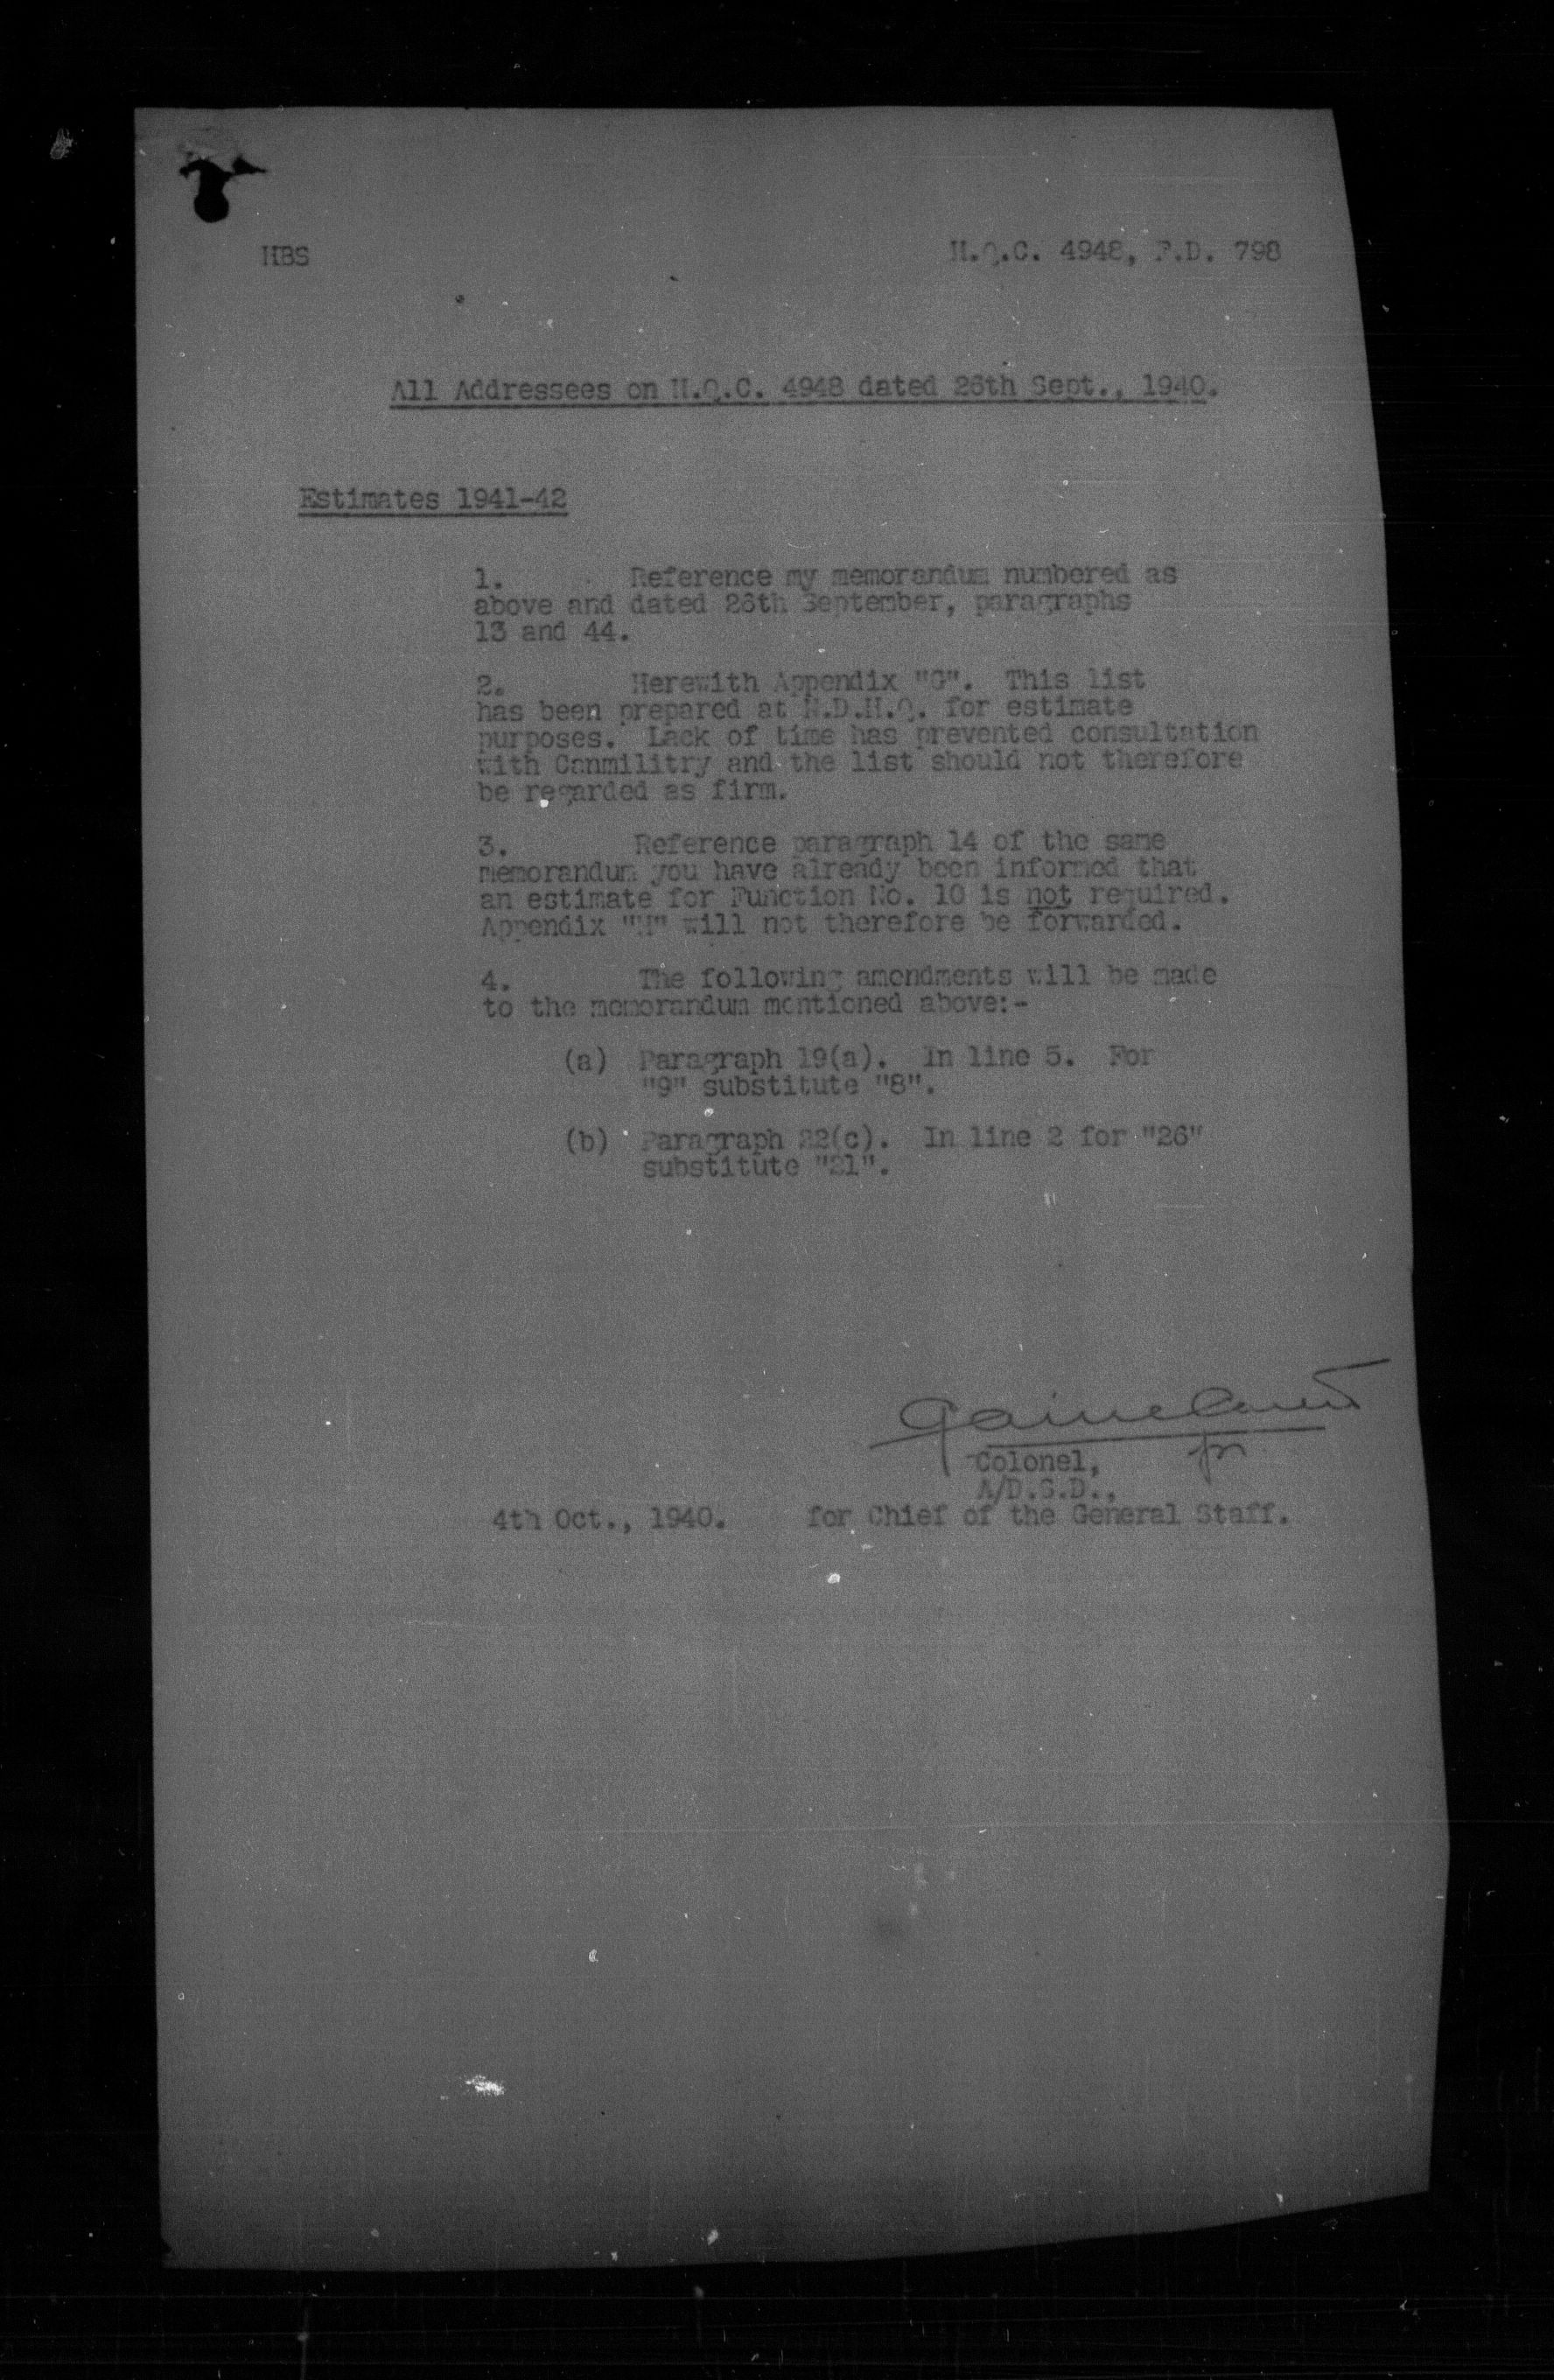 HBS
H.Q.C. 4948, F.D. 798
All Addressees on H.Q.C. 4948 dated 26th Sept., 1940.
Estimates 1941-42
1. Reference my memorandum numbered as
above and dated 26th September, paragraphs
13 and 44.
2. Herewith Appendix "G". This list
has been prepared at N.D.H.Q. for estimate
purposes. Lack of time has prevented consultation
with Canmilitry and the list should not therefore
be regarded as firm.
3. Reference paragraph 14 of the same
memorandum you have already been informed that
an estimate for Function No. 10 is not required.
Appendix "H" will not therefore be forwarded.
4. The following amendments will be made
to the memorandum mentioned above:-
(a) Paragraph 19(a). In line 5. For
"9" substitute "8".
(b) Paragraph 22(c). In line 2 for "26"
substitute "21".
for
Colonel,
A/D.S.D.,
4th Oct., 1940. for Chief of the General Staff.